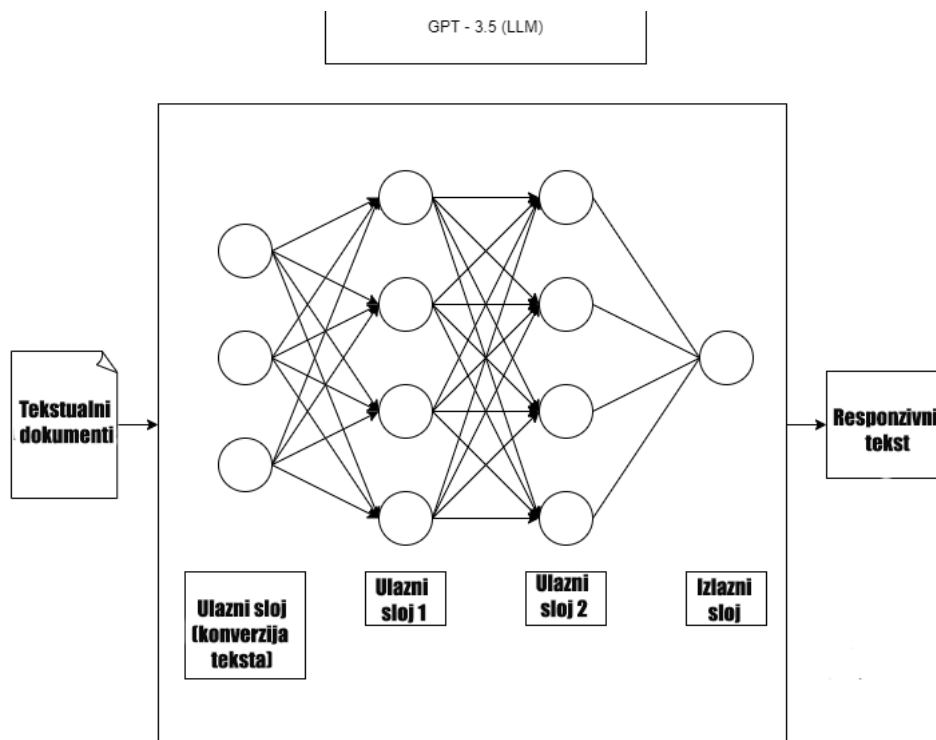 GPT - 3.5 (LLM)
Tekstualni
dokumenti
Responzivni
tekst
Ulazni sloj
(konverzija
teksta)
Ulazni
sloj 1
Ulazni
sloj 2
Izlazni
sloj